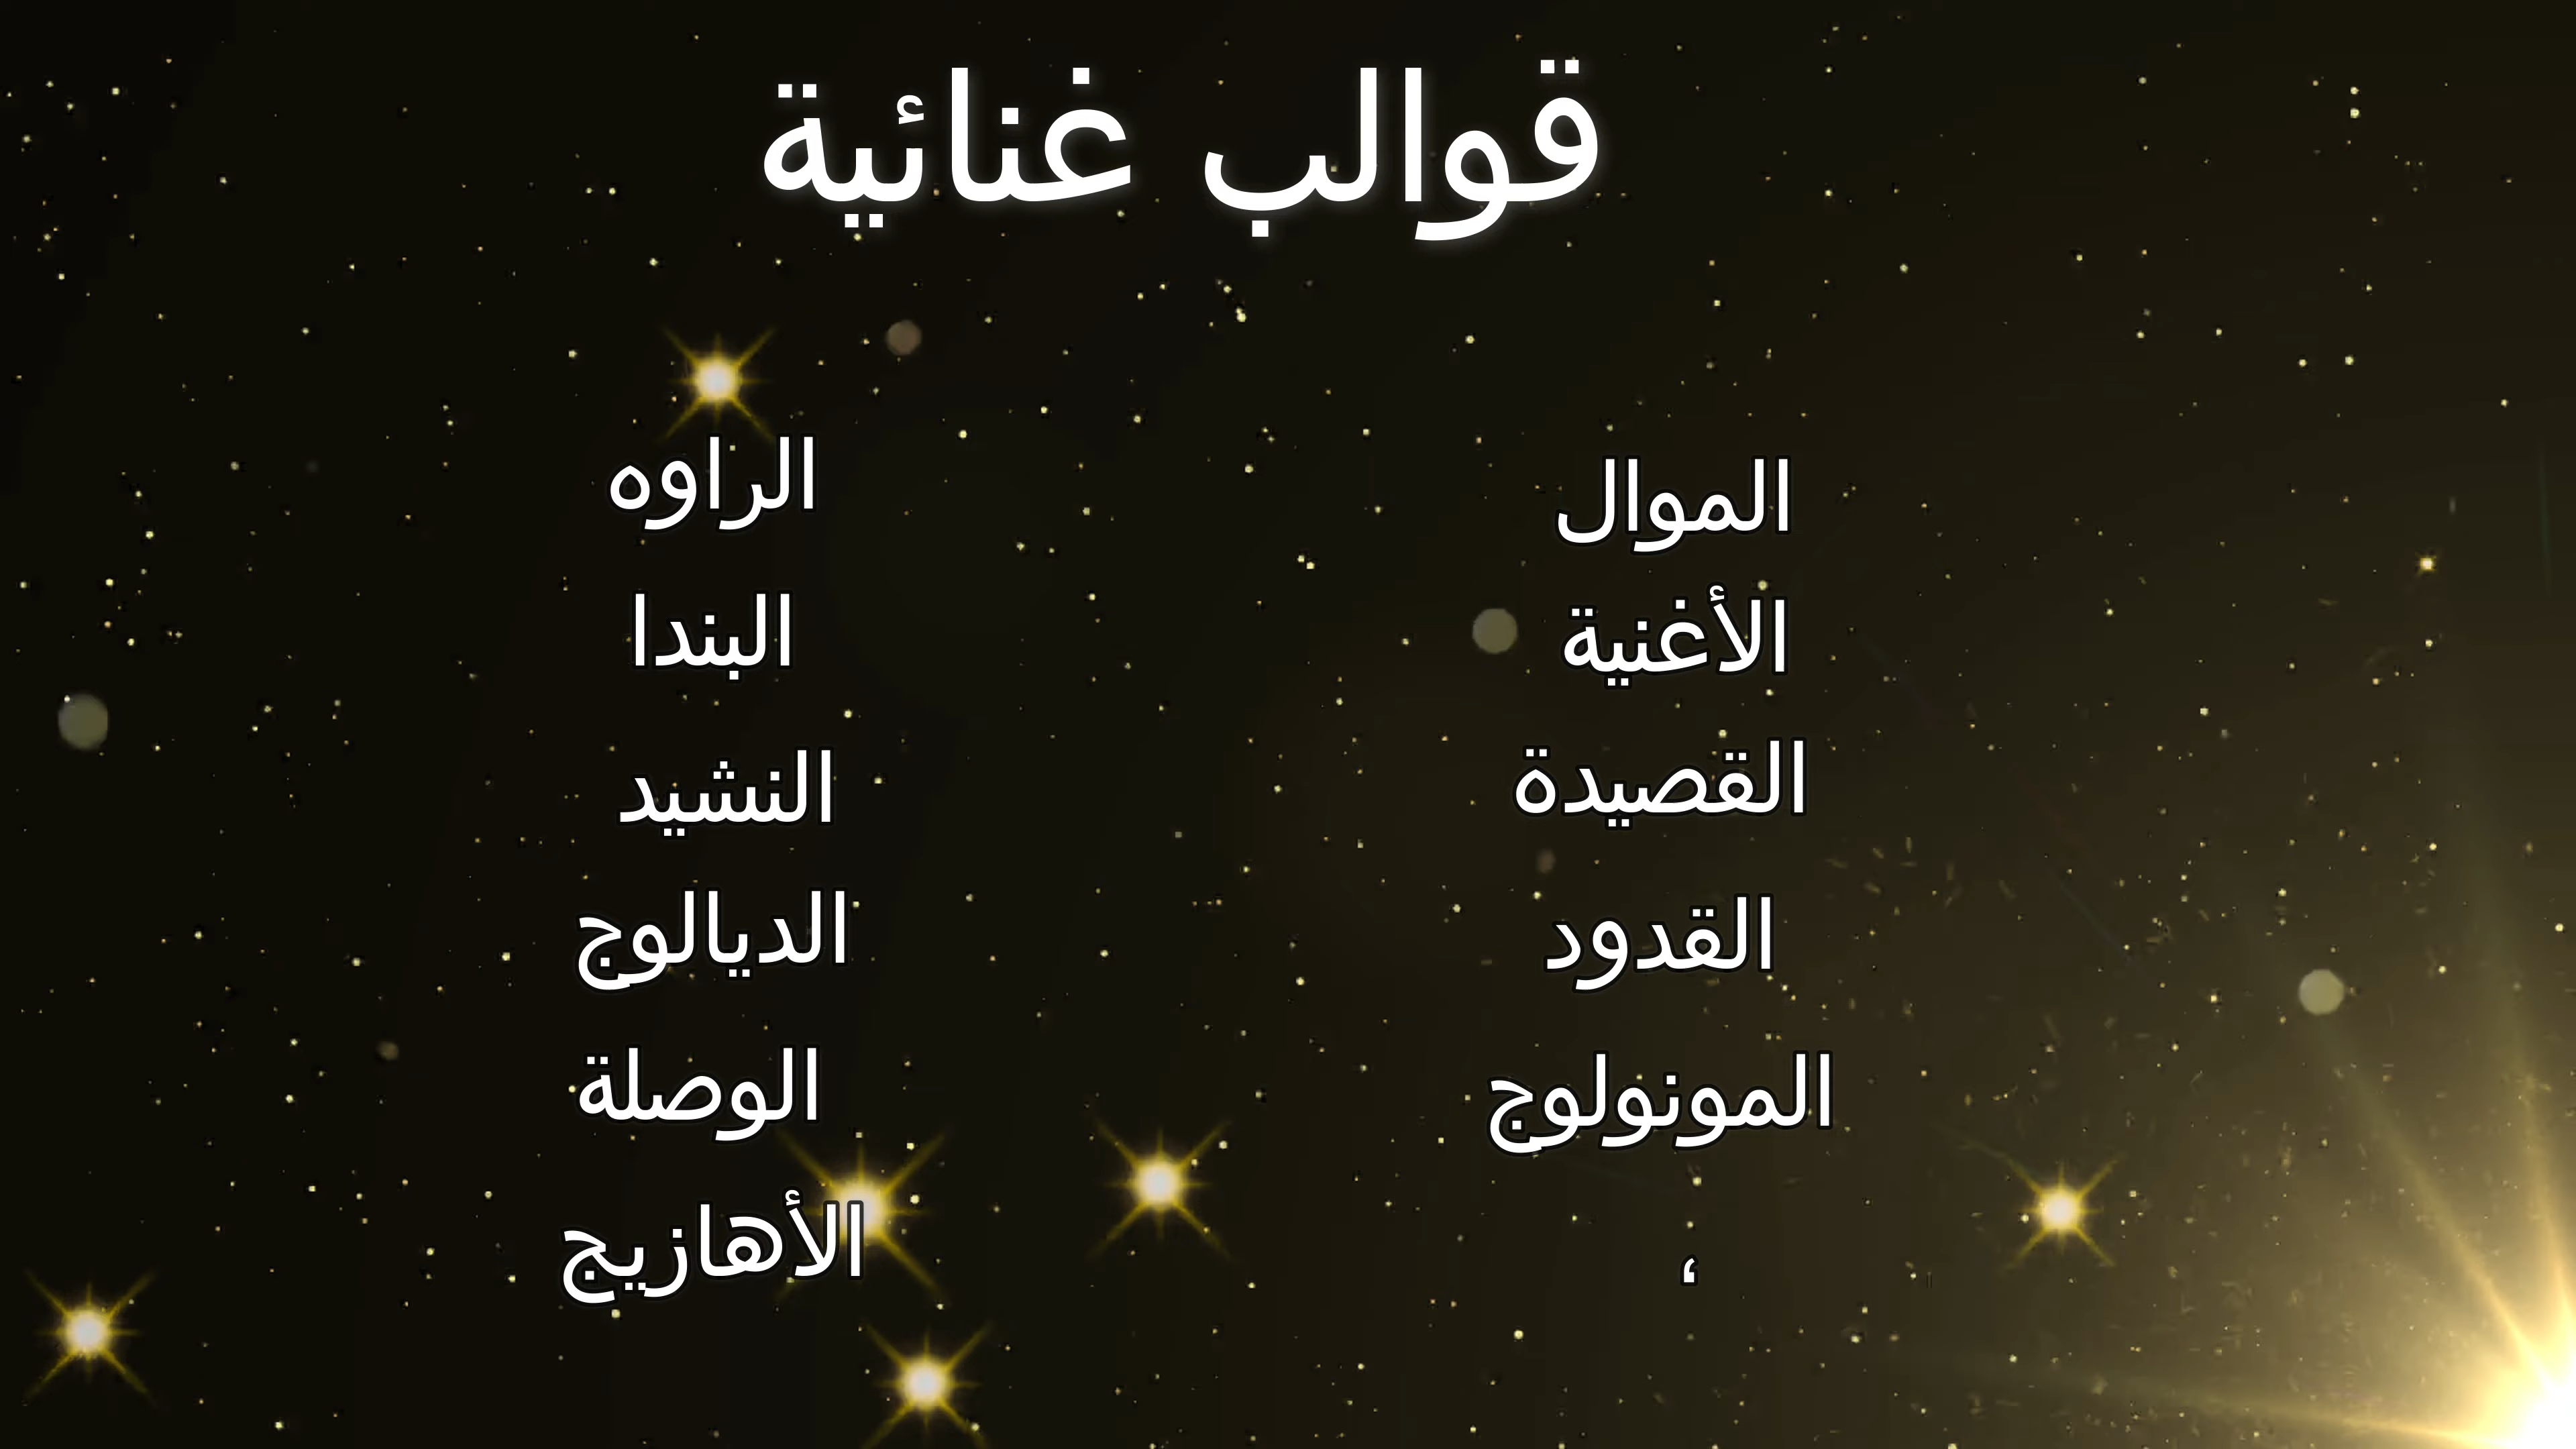 قوالب غنائية
الموال
الأغنية
القصيدة
القدود
المونولوج
،
الراوه
البندا
النشيد
الديالوج
الوصلة
الأهازيج